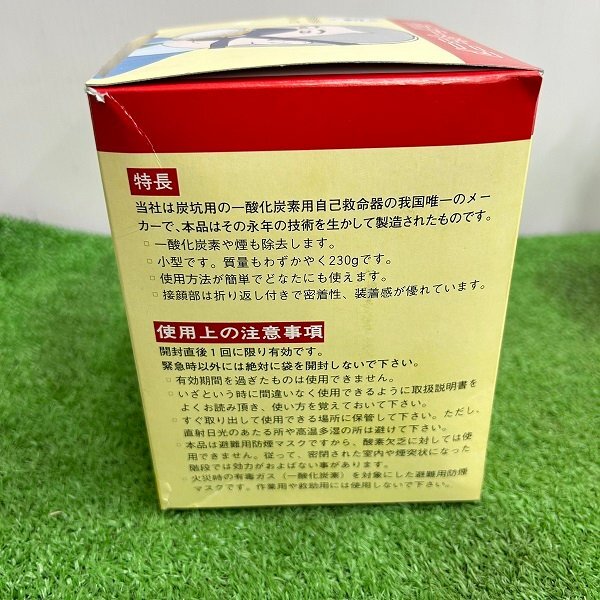 特長
当社は炭坑用の一酸化炭素用自己救命器の我国唯一のメー
カーで、本品はその永年の技術を生かして製造されたものです。
▫ 一酸化炭素や煙も除去します。
▫ 小型です。質量もわずかやく230gです。
▫ 使用方法が簡単でどなたにも使えます。
▫ 接顔部は折り返し付きで密着性、装着感が優れています。
使用上の注意事項
開封直後1回に限り有効です。
緊急時以外には絶対に袋を開封しないで下さい。
▫ 有効期間を過ぎたものは使用できません。
▫ いざという時に間違いなく使用できるように取扱説明書を
よくお読み頂き、使い方を覚えておいて下さい。
▫ すぐ取り出して使用できる場所に保管して下さい。ただし、
直射日光のあたる所や高温多湿の所は避けて下さい。
▫ 本品は避難用防煙マスクですから、酸素欠乏に対しては使
用できません。従って、密閉された室内や煙突状になった
階段では効力がおよばない事があります。
▫ 火災時の有毒ガス（一酸化炭素）を対象にした避難用防煙
マスクです。作業用や救助用には使用しないで下さい。